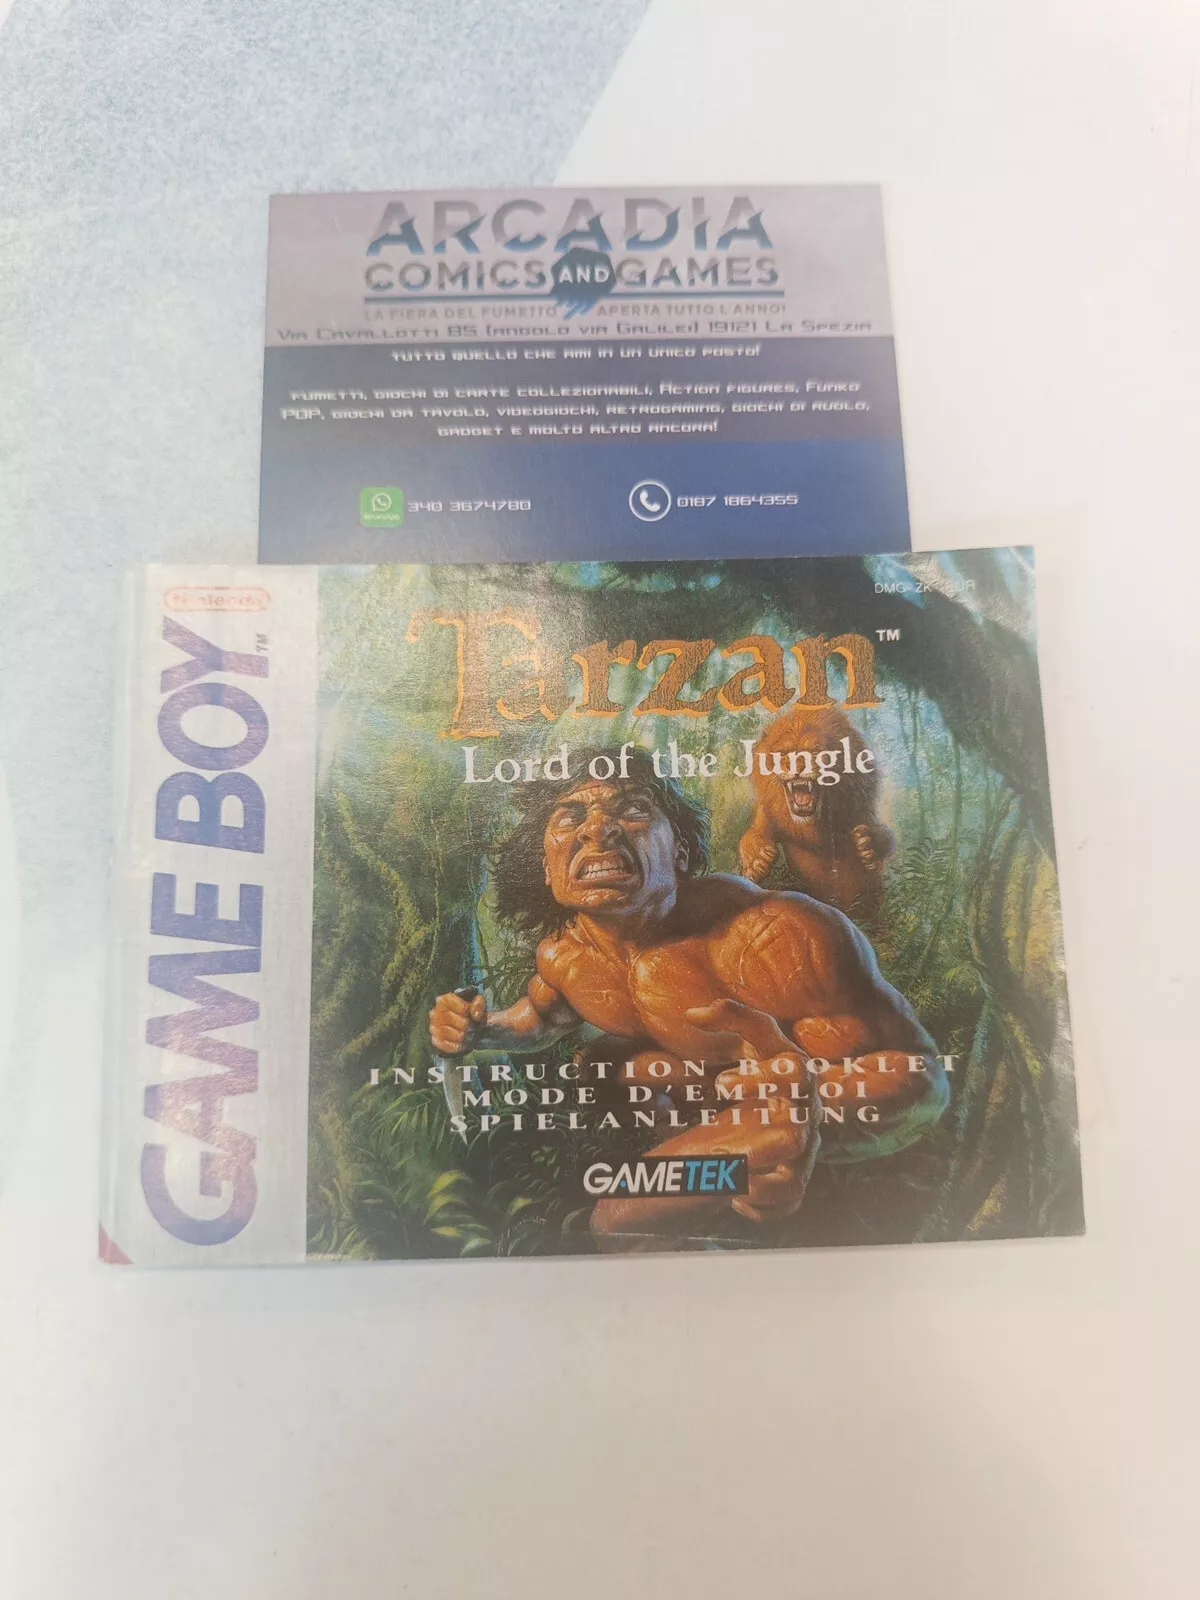 ARCADIA
COMICS AND GAMES
LA FIERA DEL FUMETTO APERTA TUTTO L'ANNO!
Via Cavallotti 85 (angolo via Galilei) 19121 La Spezia
tutto quello che ami in un unico posto!
fumetti, giochi di carte collezionabili, Action figures, Funko
POP, giochi da tavolo, videogiochi, retrogaming, giochi di ruolo,
gadget e molto altro ancora!
WhatsApp 340 3674780
0187 1864355
Nintendo
GAME BOY™
Tarzan™
Lord of the Jungle
INSTRUCTION BOOKLET
MODE D'EMPLOI
SPIELANLEITUNG
GAMETEK